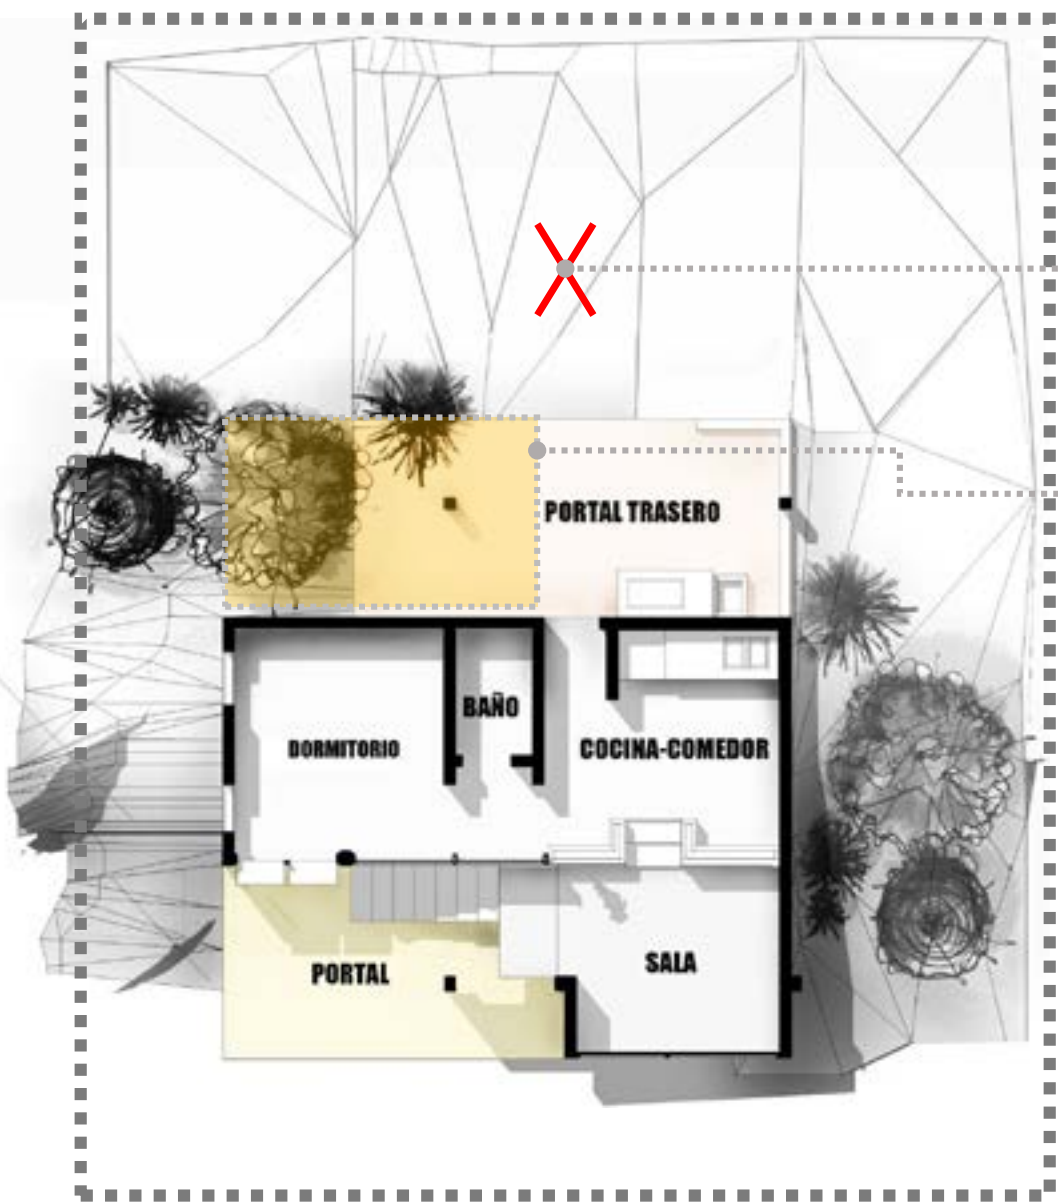 PORTAL TRASERO
BAÑO
DORMITORIO
COCINA-COMEDOR
PORTAL
SALA